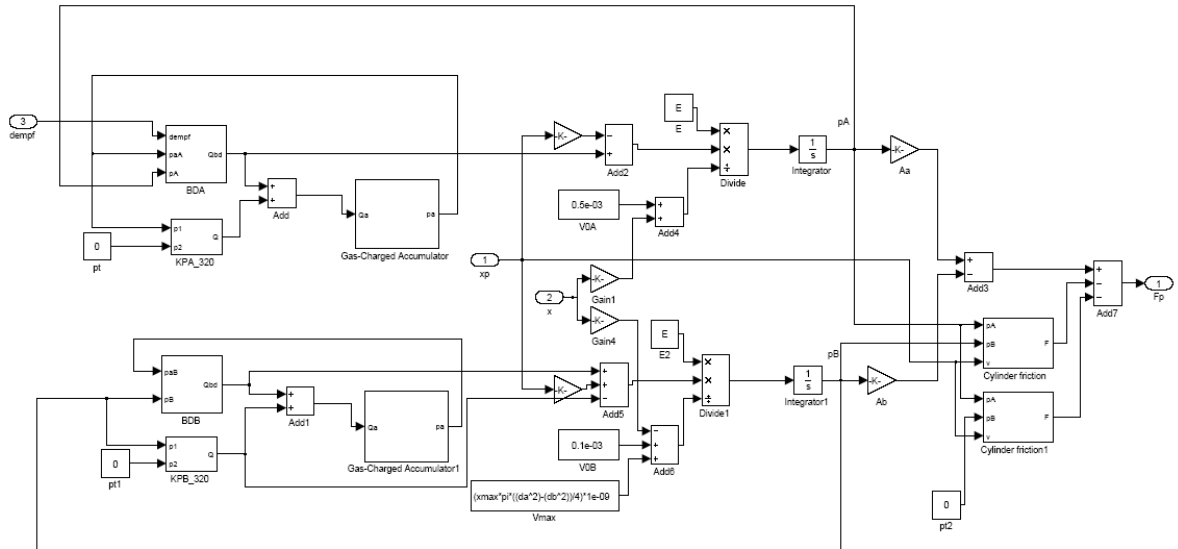 3
dempf
dempf
paA
pA
Qbd
BDA
p1
p2
Q
KPA_320
0
pt
+
+
Add
Qa
pa
Gas-Charged Accumulator
-K-
−
+
Add2
E
E
×
×
÷
Divide
1
s
Integrator
pA
-K-
Aa
0.5e-03
V0A
+
+
Add4
1
xp
2
x
-K-
Gain1
-K-
Gain4
+
−
Add3
+
−
−
Add7
1
Fp
pA
pB
v
F
Cylinder friction
pA
pB
v
F
Cylinder friction1
0
pt2
paB
pB
Qbd
BDB
p1
p2
Q
KPB_320
0
pt1
+
+
Add1
Qa
pa
Gas-Charged Accumulator1
-K-
+
+
−
Add5
E
E2
×
×
÷
Divide1
1
s
Integrator1
pB
-K-
Ab
0.1e-03
V0B
−
+
+
Add6
(xmax*pi*((da^2)-(db^2))/4)*1e-09
Vmax